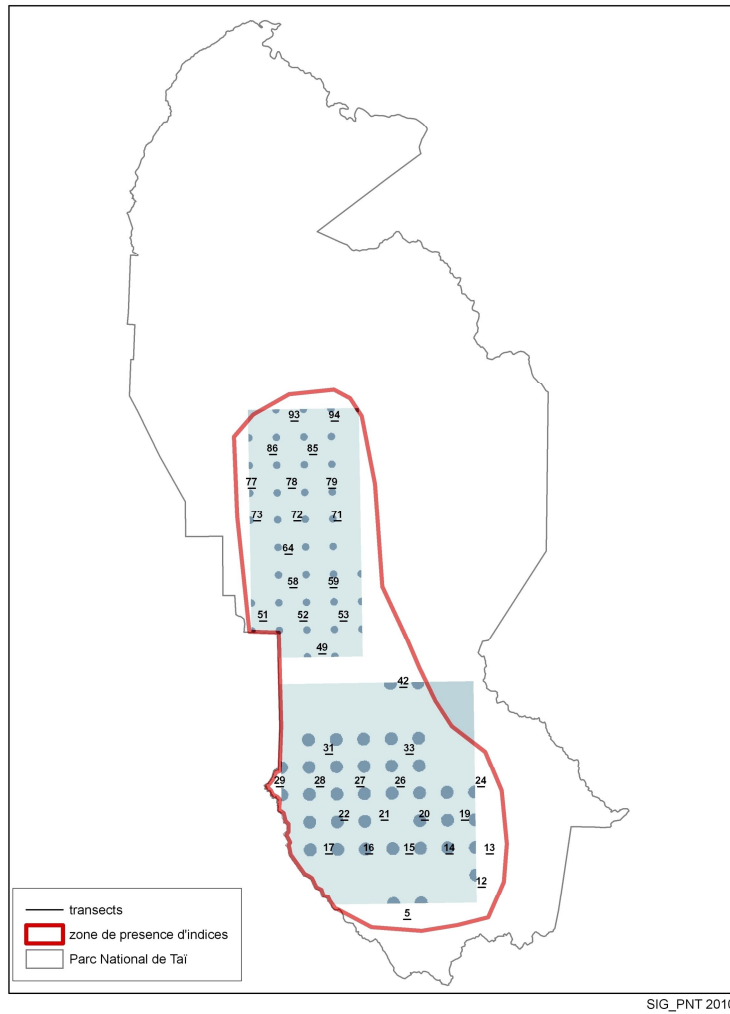 93 94
86 85
77 78 79
73 72 71
64
58 59
51 52 53
49
42
31 33
29 28 27 26 24
22 21 20 19
17 16 15 14 13
12
5
transects
zone de presence d'indices
Parc National de Taï
SIG_PNT 2010